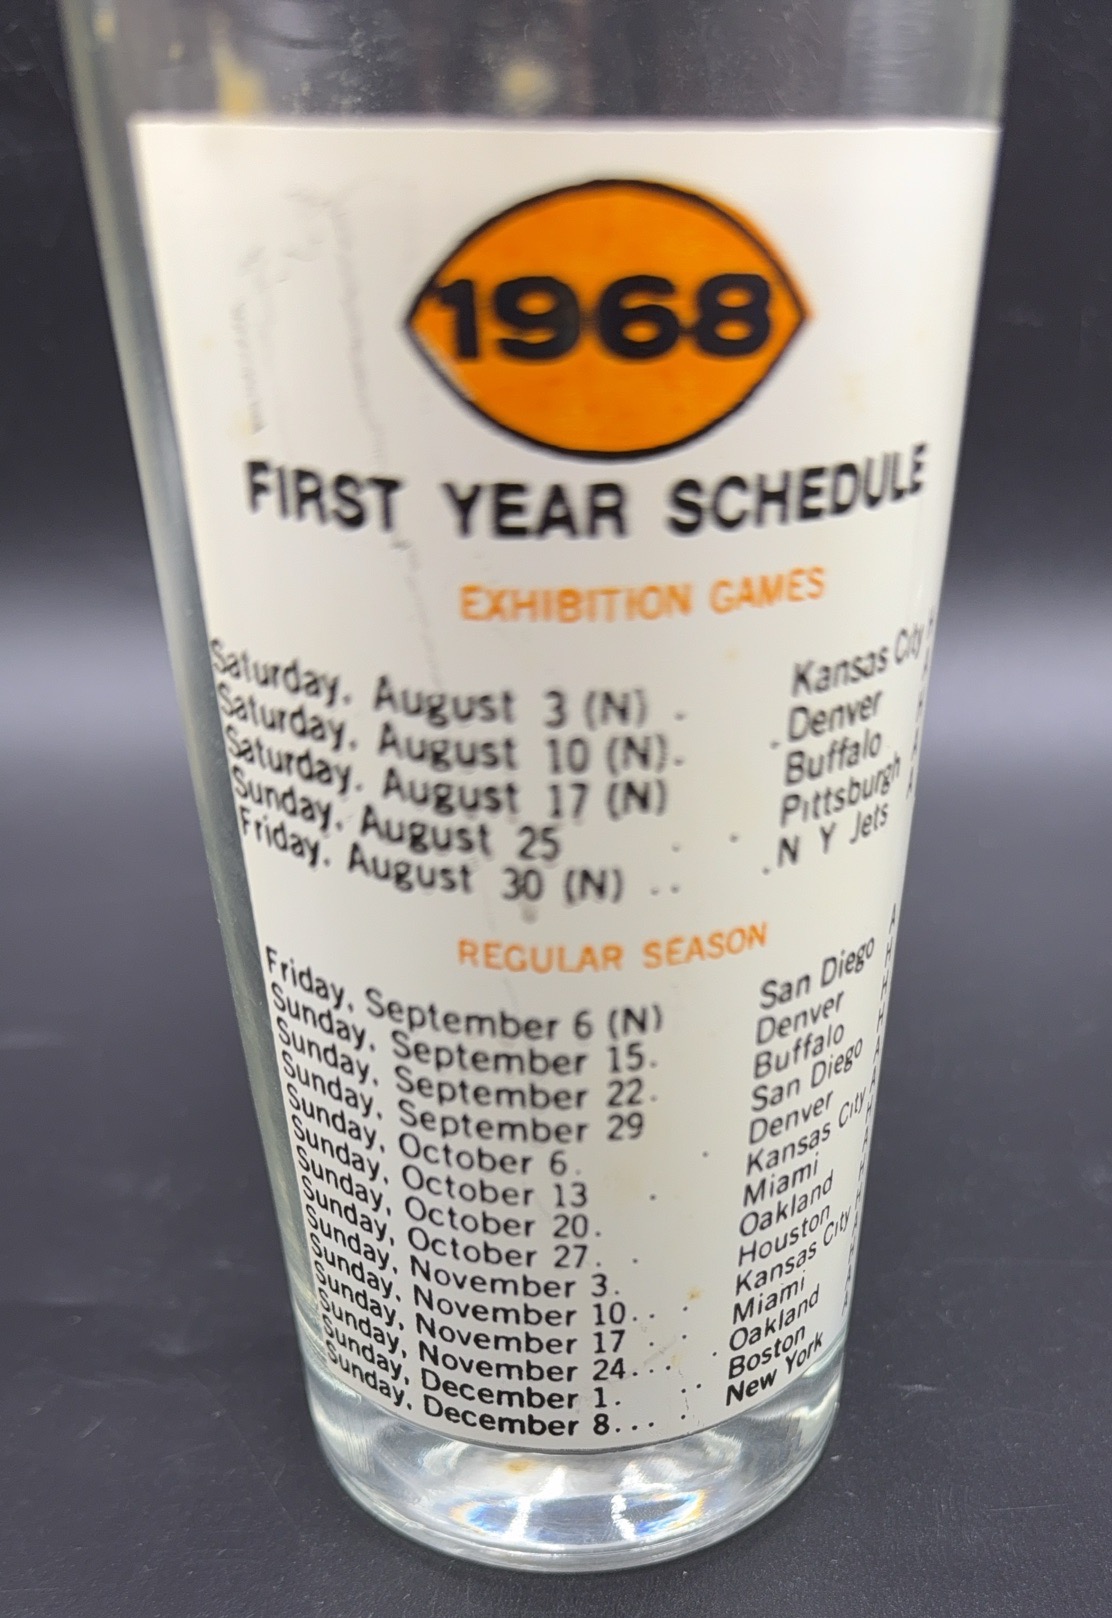 1968
FIRST YEAR SCHEDULE
EXHIBITION GAMES
Saturday, August 3 (N) . Kansas City H
Saturday, August 10 (N). . Denver A
Saturday, August 17 (N) Buffalo H
Sunday, August 25 . . Pittsburgh A
Friday, August 30 (N) .. . N Y Jets A
REGULAR SEASON
Friday, September 6 (N) San Diego A
Sunday, September 15. Denver H
Sunday, September 22. Buffalo H
Sunday, September 29 San Diego H
Sunday, October 6. . Denver A
Sunday, October 13 . Kansas City A
Sunday, October 20. Miami H
Sunday, October 27. . Oakland A
Sunday, November 3. Houston H
Sunday, November 10.. . Kansas City H
Sunday, November 17 . . Miami A
Sunday, November 24... . Oakland H
Sunday, December 1. .. Boston A
Sunday, December 8... . New York A